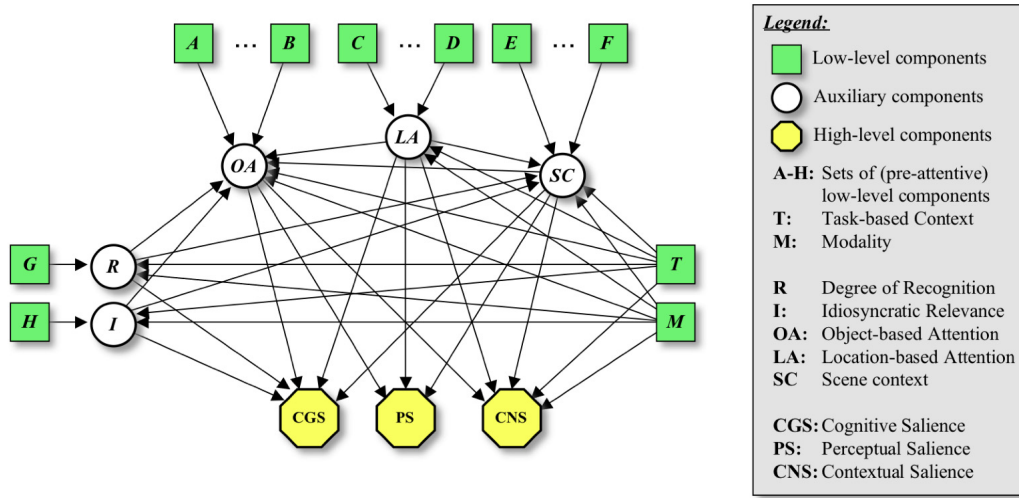 A ... B C ... D E ... F
LA
OA
SC
G R T
H I M
CGS PS CNS
Legend:
Low-level components
Auxiliary components
High-level components
A-H: Sets of (pre-attentive)
low-level components
T: Task-based Context
M: Modality
R Degree of Recognition
I: Idiosyncratic Relevance
OA: Object-based Attention
LA: Location-based Attention
SC Scene context
CGS: Cognitive Salience
PS: Perceptual Salience
CNS: Contextual Salience